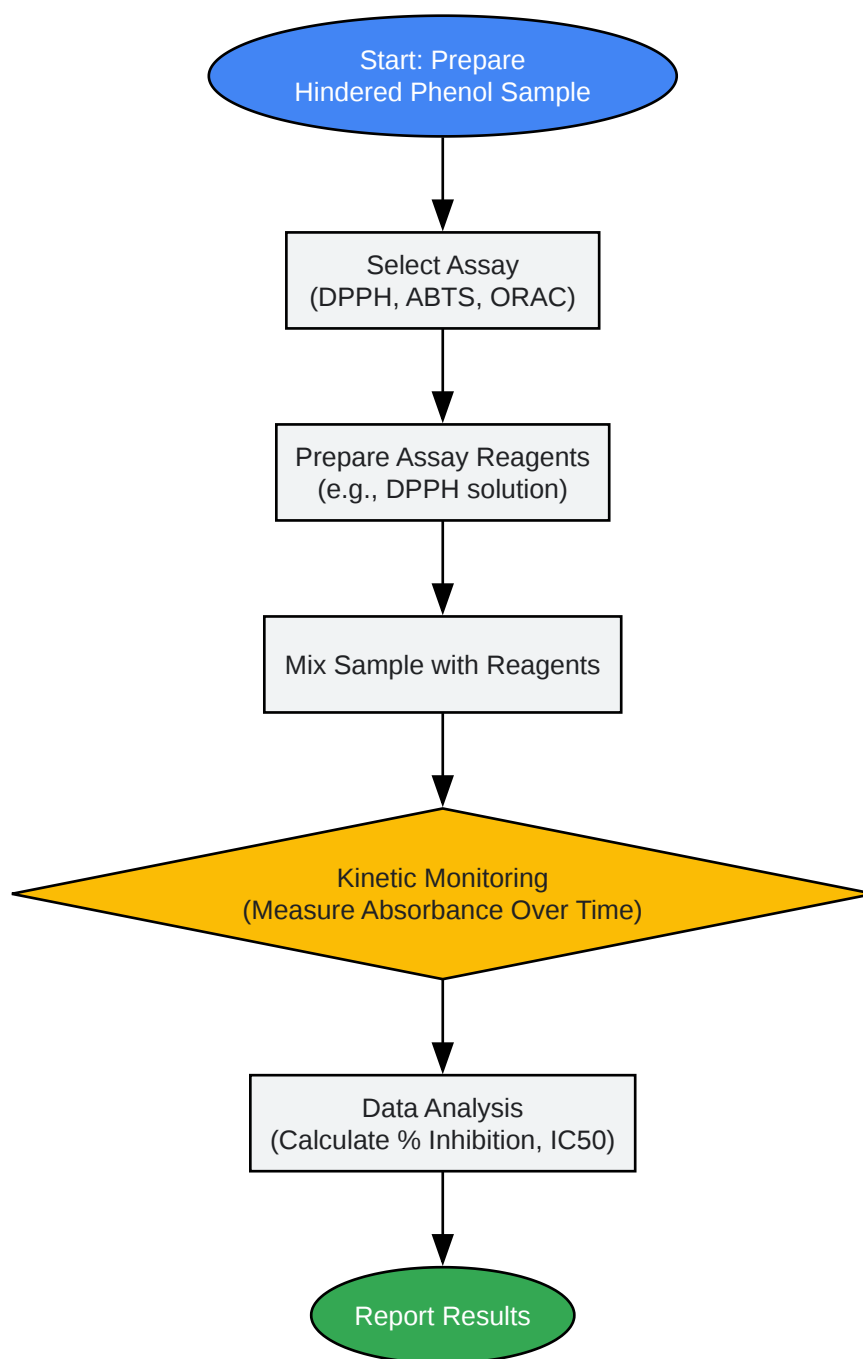 Start: Prepare
Hindered Phenol Sample
Select Assay
(DPPH, ABTS, ORAC)
Prepare Assay Reagents
(e.g., DPPH solution)
Mix Sample with Reagents
Kinetic Monitoring
(Measure Absorbance Over Time)
Data Analysis
(Calculate % Inhibition, IC50)
Report Results